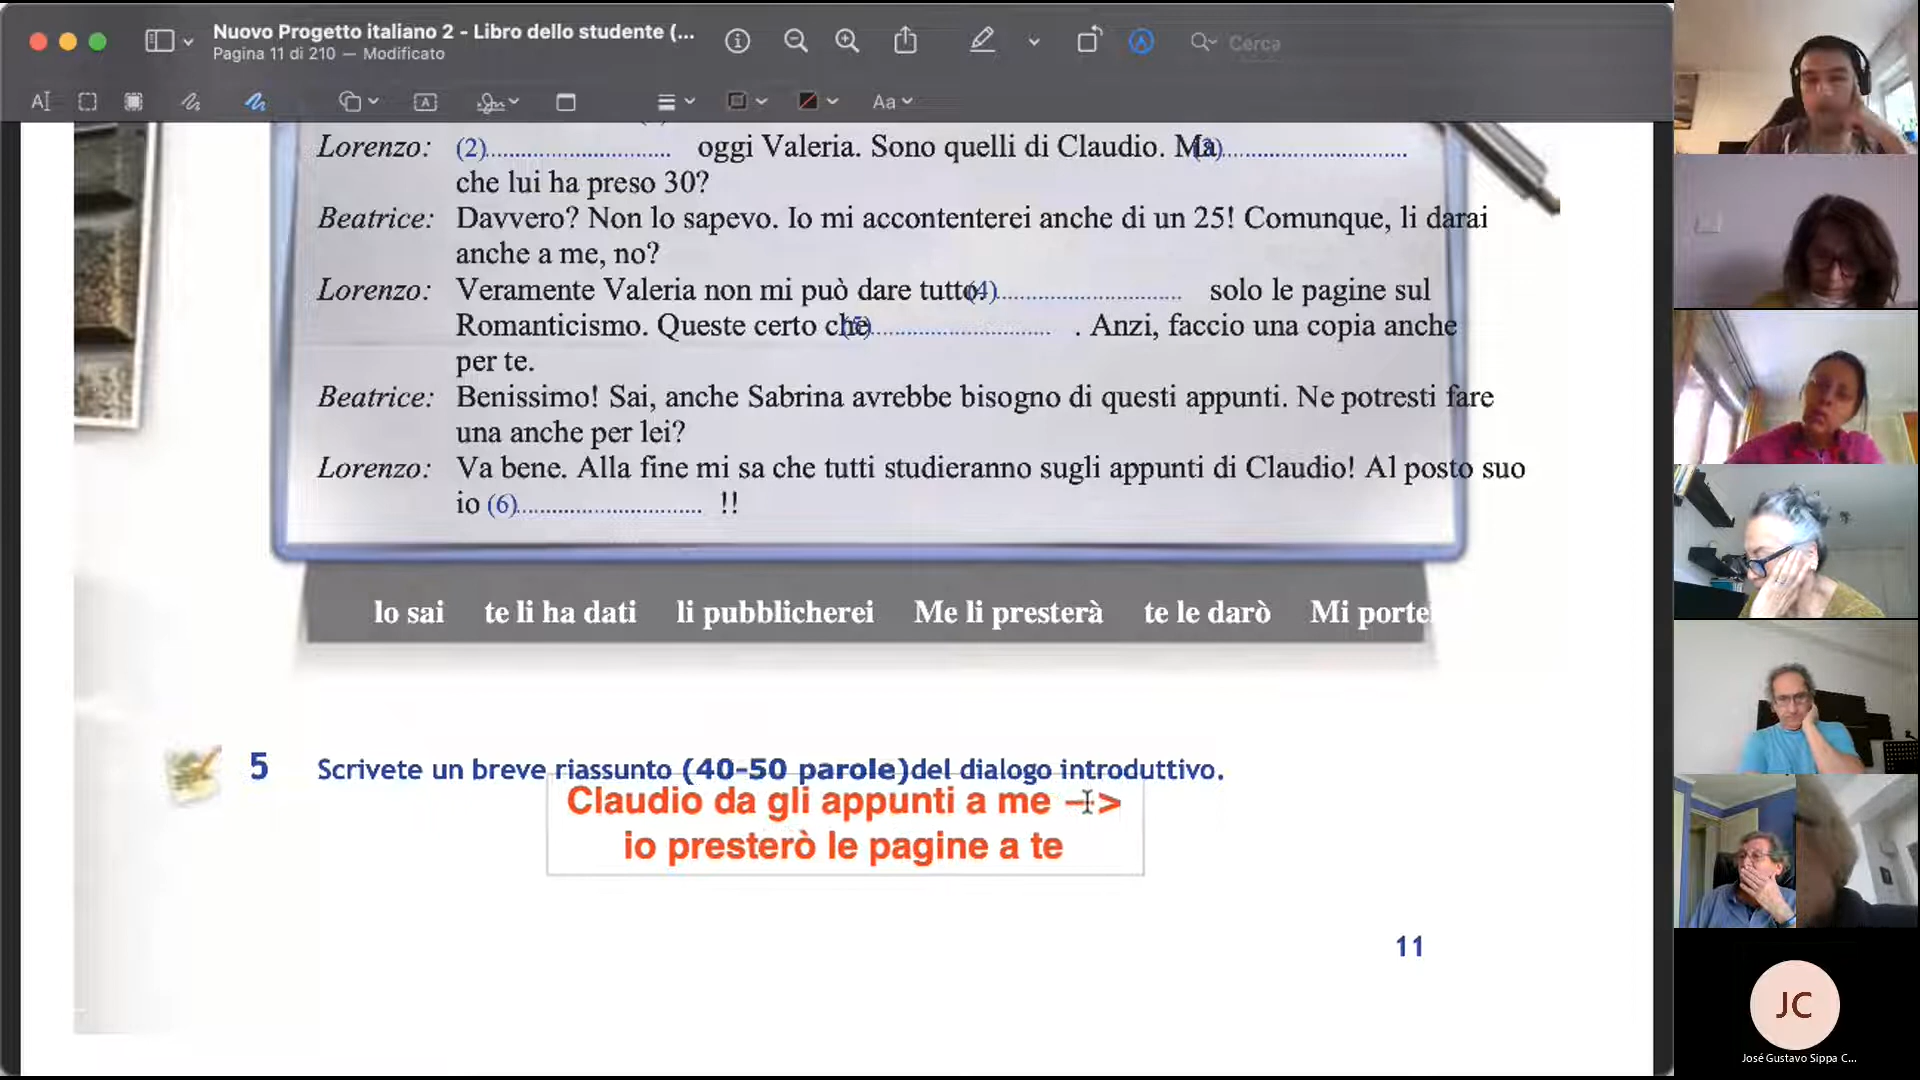 Nuovo Progetto italiano 2 - Libro dello studente (...
Pagina 11 di 210 — Modificato
Cerca
A
Aa
Lorenzo: (2)............................... oggi Valeria. Sono quelli di Claudio. Ma (3)...............................
che lui ha preso 30?
Beatrice: Davvero? Non lo sapevo. Io mi accontenterei anche di un 25! Comunque, li darai
anche a me, no?
Lorenzo: Veramente Valeria non mi può dare tutto: (4)............................... solo le pagine sul
Romanticismo. Queste certo che (5)............................... . Anzi, faccio una copia anche
per te.
Beatrice: Benissimo! Sai, anche Sabrina avrebbe bisogno di questi appunti. Ne potresti fare
una anche per lei?
Lorenzo: Va bene. Alla fine mi sa che tutti studieranno sugli appunti di Claudio! Al posto suo
io (6)............................... !!
lo sai te li ha dati li pubblicherei Me li presterà te le darò Mi porte
5 Scrivete un breve riassunto (40-50 parole)del dialogo introduttivo.
Claudio da gli appunti a me —>
io presterò le pagine a te
11
JC
José Gustavo Sippa C...